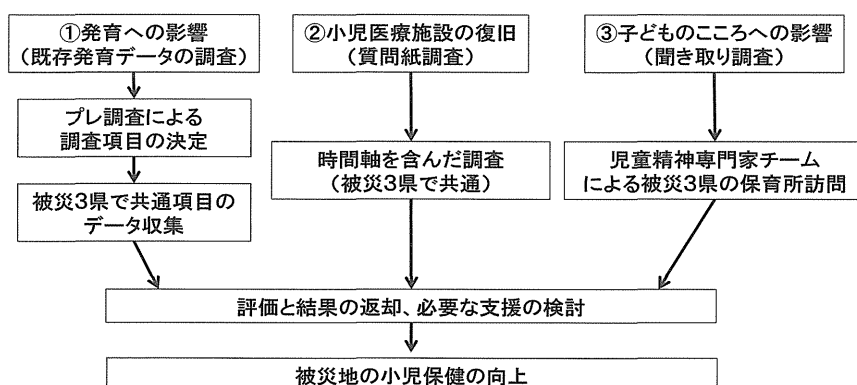 ①発育への影響
（既存発育データの調査）
プレ調査による
調査項目の決定
被災3県で共通項目の
データ収集
②小児医療施設の復旧
（質問紙調査）
時間軸を含んだ調査
（被災3県で共通）
③子どものこころへの影響
（聞き取り調査）
児童精神専門家チーム
による被災3県の保育所訪問
評価と結果の返却、必要な支援の検討
被災地の小児保健の向上